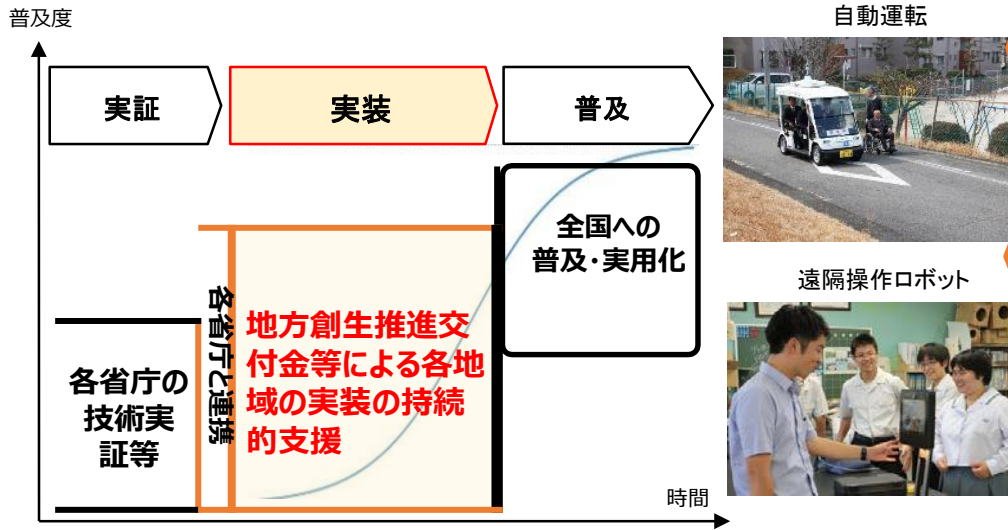 普及度
自動運転
実証
実装
普及
全国への
普及・実用化
遠隔操作ロボット
各省庁と連携
地方創生推進交
付金等による各地
域の実装の持続
的支援
各省庁の
技術実
証等
時間